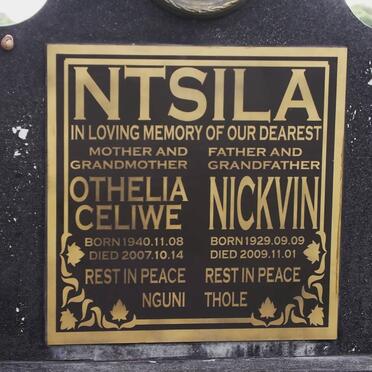 NTSILA
IN LOVING MEMORY OF OUR DEAREST
MOTHER AND
GRANDMOTHER
OTHELIA
CELIWE
BORN 1940.11.08
DIED 2007.10.14
REST IN PEACE
NGUNI
FATHER AND
GRANDFATHER
NICKVIN
BORN 1929.09.09
DIED 2009.11.01
REST IN PEACE
THOLE